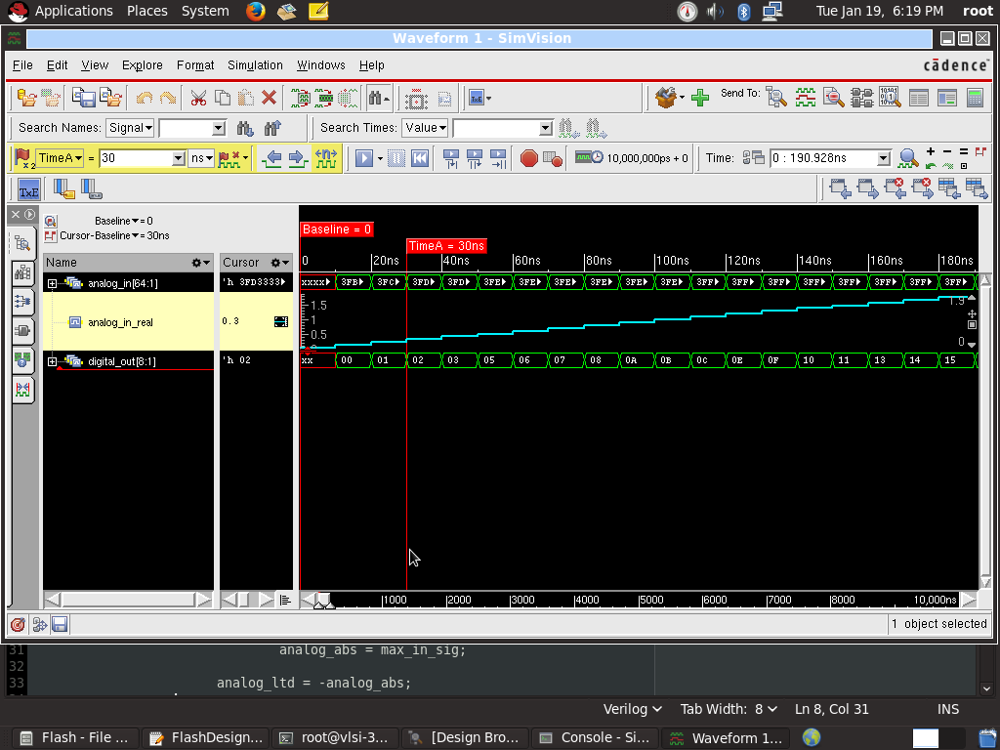 Applications Places System Tue Jan 19, 6:19 PM root
Waveform 1 - SimVision
File Edit View Explore Format Simulation Windows Help cādence
Send To:
Search Names: Signal Search Times: Value
x2 TimeA = 30 ns 10,000,000ps + 0 Time: 0 : 190.928ns
TxE
Baseline = 0
Cursor-Baseline = 30ns
Baseline = 0
TimeA = 30ns
Name Cursor 0 20ns 40ns 60ns 80ns 100ns 120ns 140ns 160ns 180ns
analog_in[64:1] 'h 3FD3333 xxxx 3FB 3FC 3FD 3FD 3FE 3FE 3FE 3FE 3FE 3FF 3FF 3FF 3FF 3FF 3FF 3FF 3FF 3FF
1.5 1.9
analog_in_real 0.3 1
0.5 0
digital_out[8:1] 'h 02 xx 00 01 02 03 05 06 07 08 0A 0B 0C 0E 0F 10 11 13 14 15
1000 2000 3000 4000 5000 6000 7000 8000 10,000ns
1 object selected
31 analog_abs = max_in_sig;
32
33 analog_ltd = -analog_abs;
Verilog Tab Width: 8 Ln 8, Col 31 INS
Flash - File ... FlashDesign... root@vlsi-3... [Design Bro... Console - Si... Waveform 1...